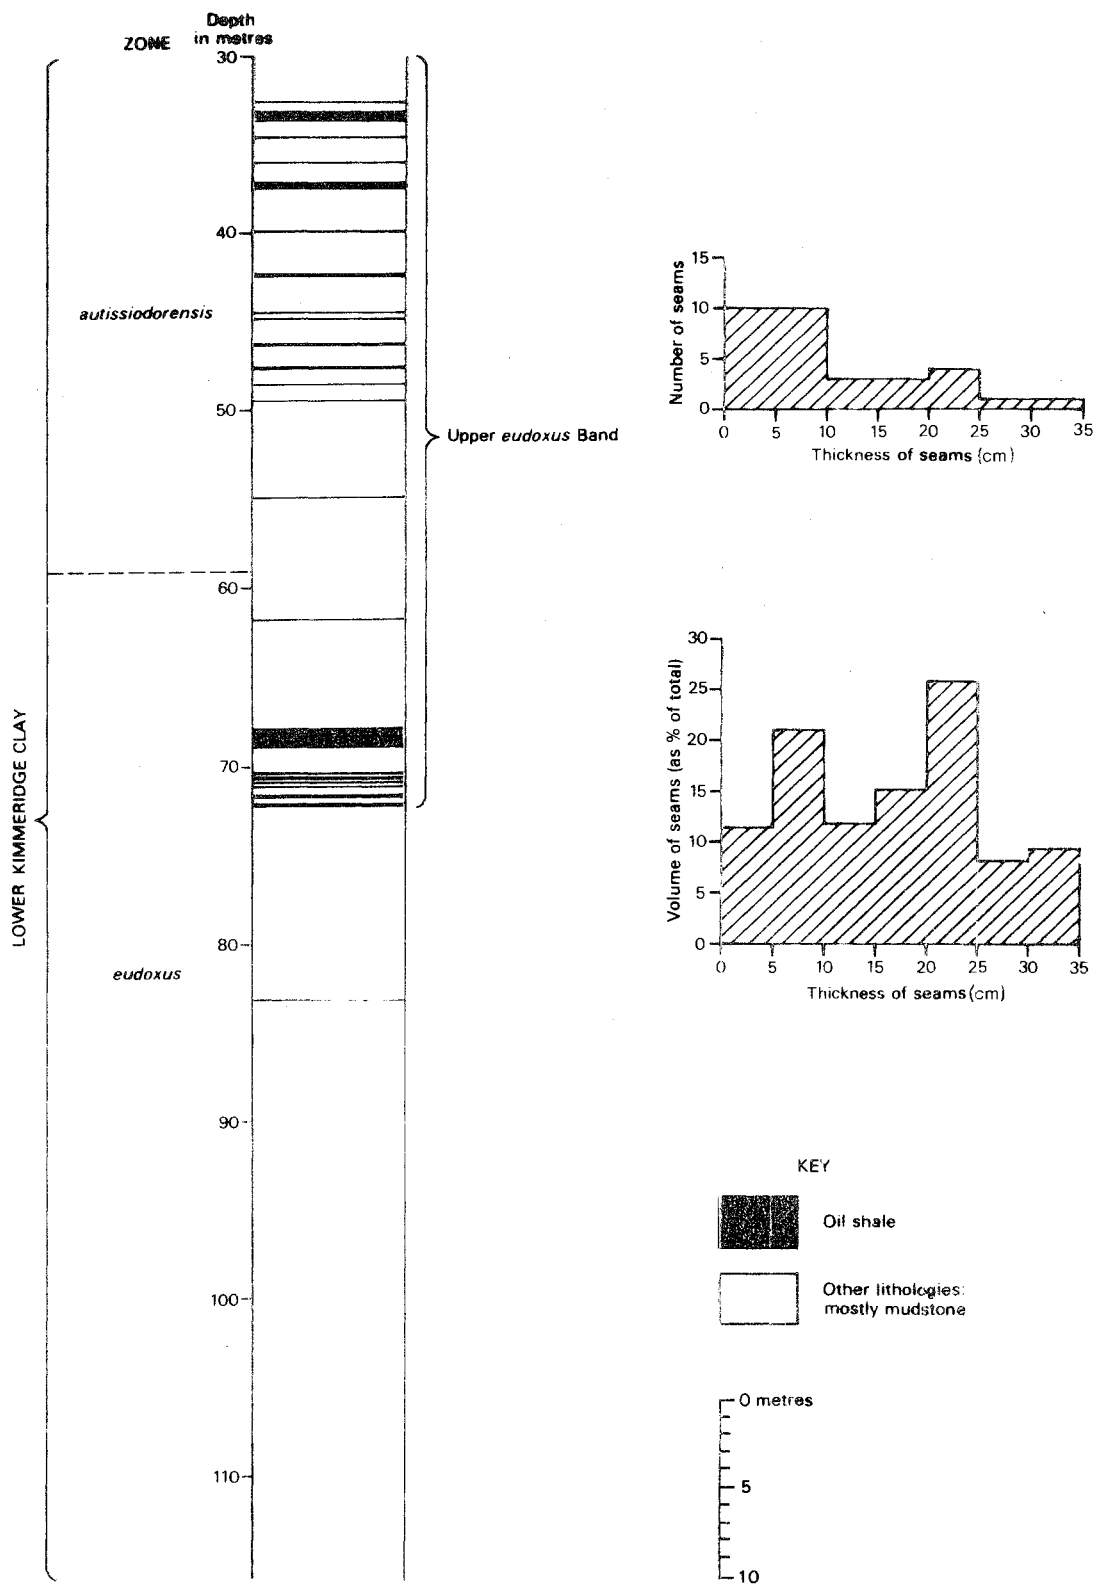 Depth
in metres
ZONE
30
40
50
60
70
80
90
100
110
autissiodorensis
eudoxus
LOWER KIMMERIDGE CLAY
Upper eudoxus Band
Number of seams
15
10
5
0
0 5 10 15 20 25 30 35
Thickness of seams (cm)
Volume of seams (as % of total)
30
25
20
15
10
5
0
0 5 10 15 20 25 30 35
Thickness of seams (cm)
KEY
Oil shale
Other lithologies:
mostly mudstone
0 metres
5
10